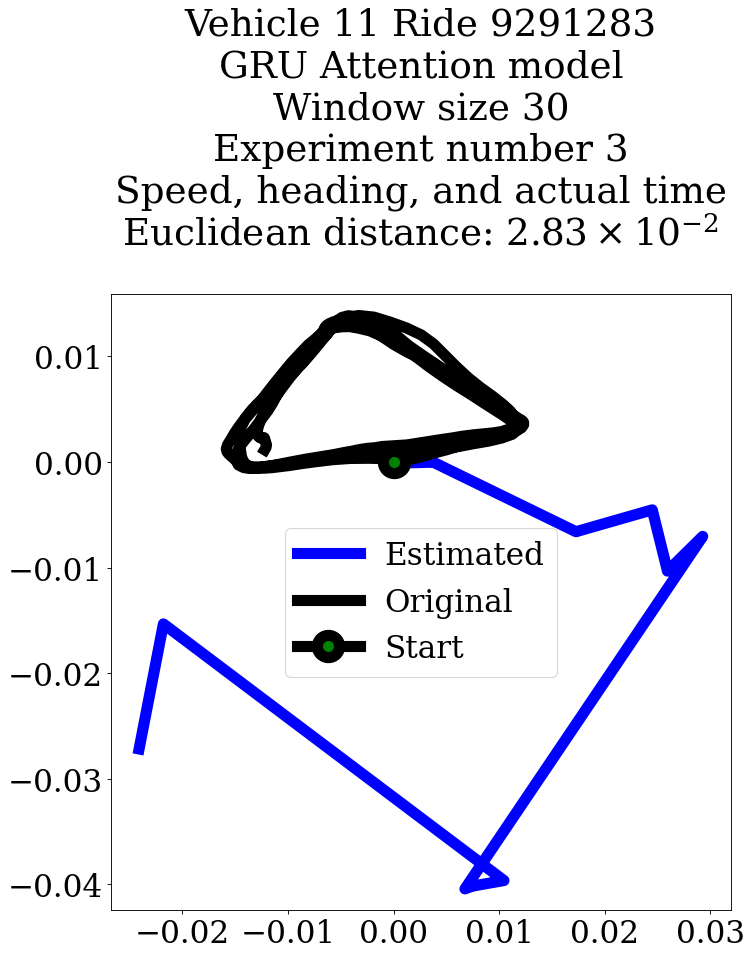 Vehicle 11 Ride 9291283
GRU Attention model
Window size 30
Experiment number 3
Speed, heading, and actual time
Euclidean distance: 2.83 × 10⁻²
0.01
0.00
−0.01
−0.02
−0.03
−0.04
Estimated
Original
Start
−0.02 −0.01 0.00 0.01 0.02 0.03